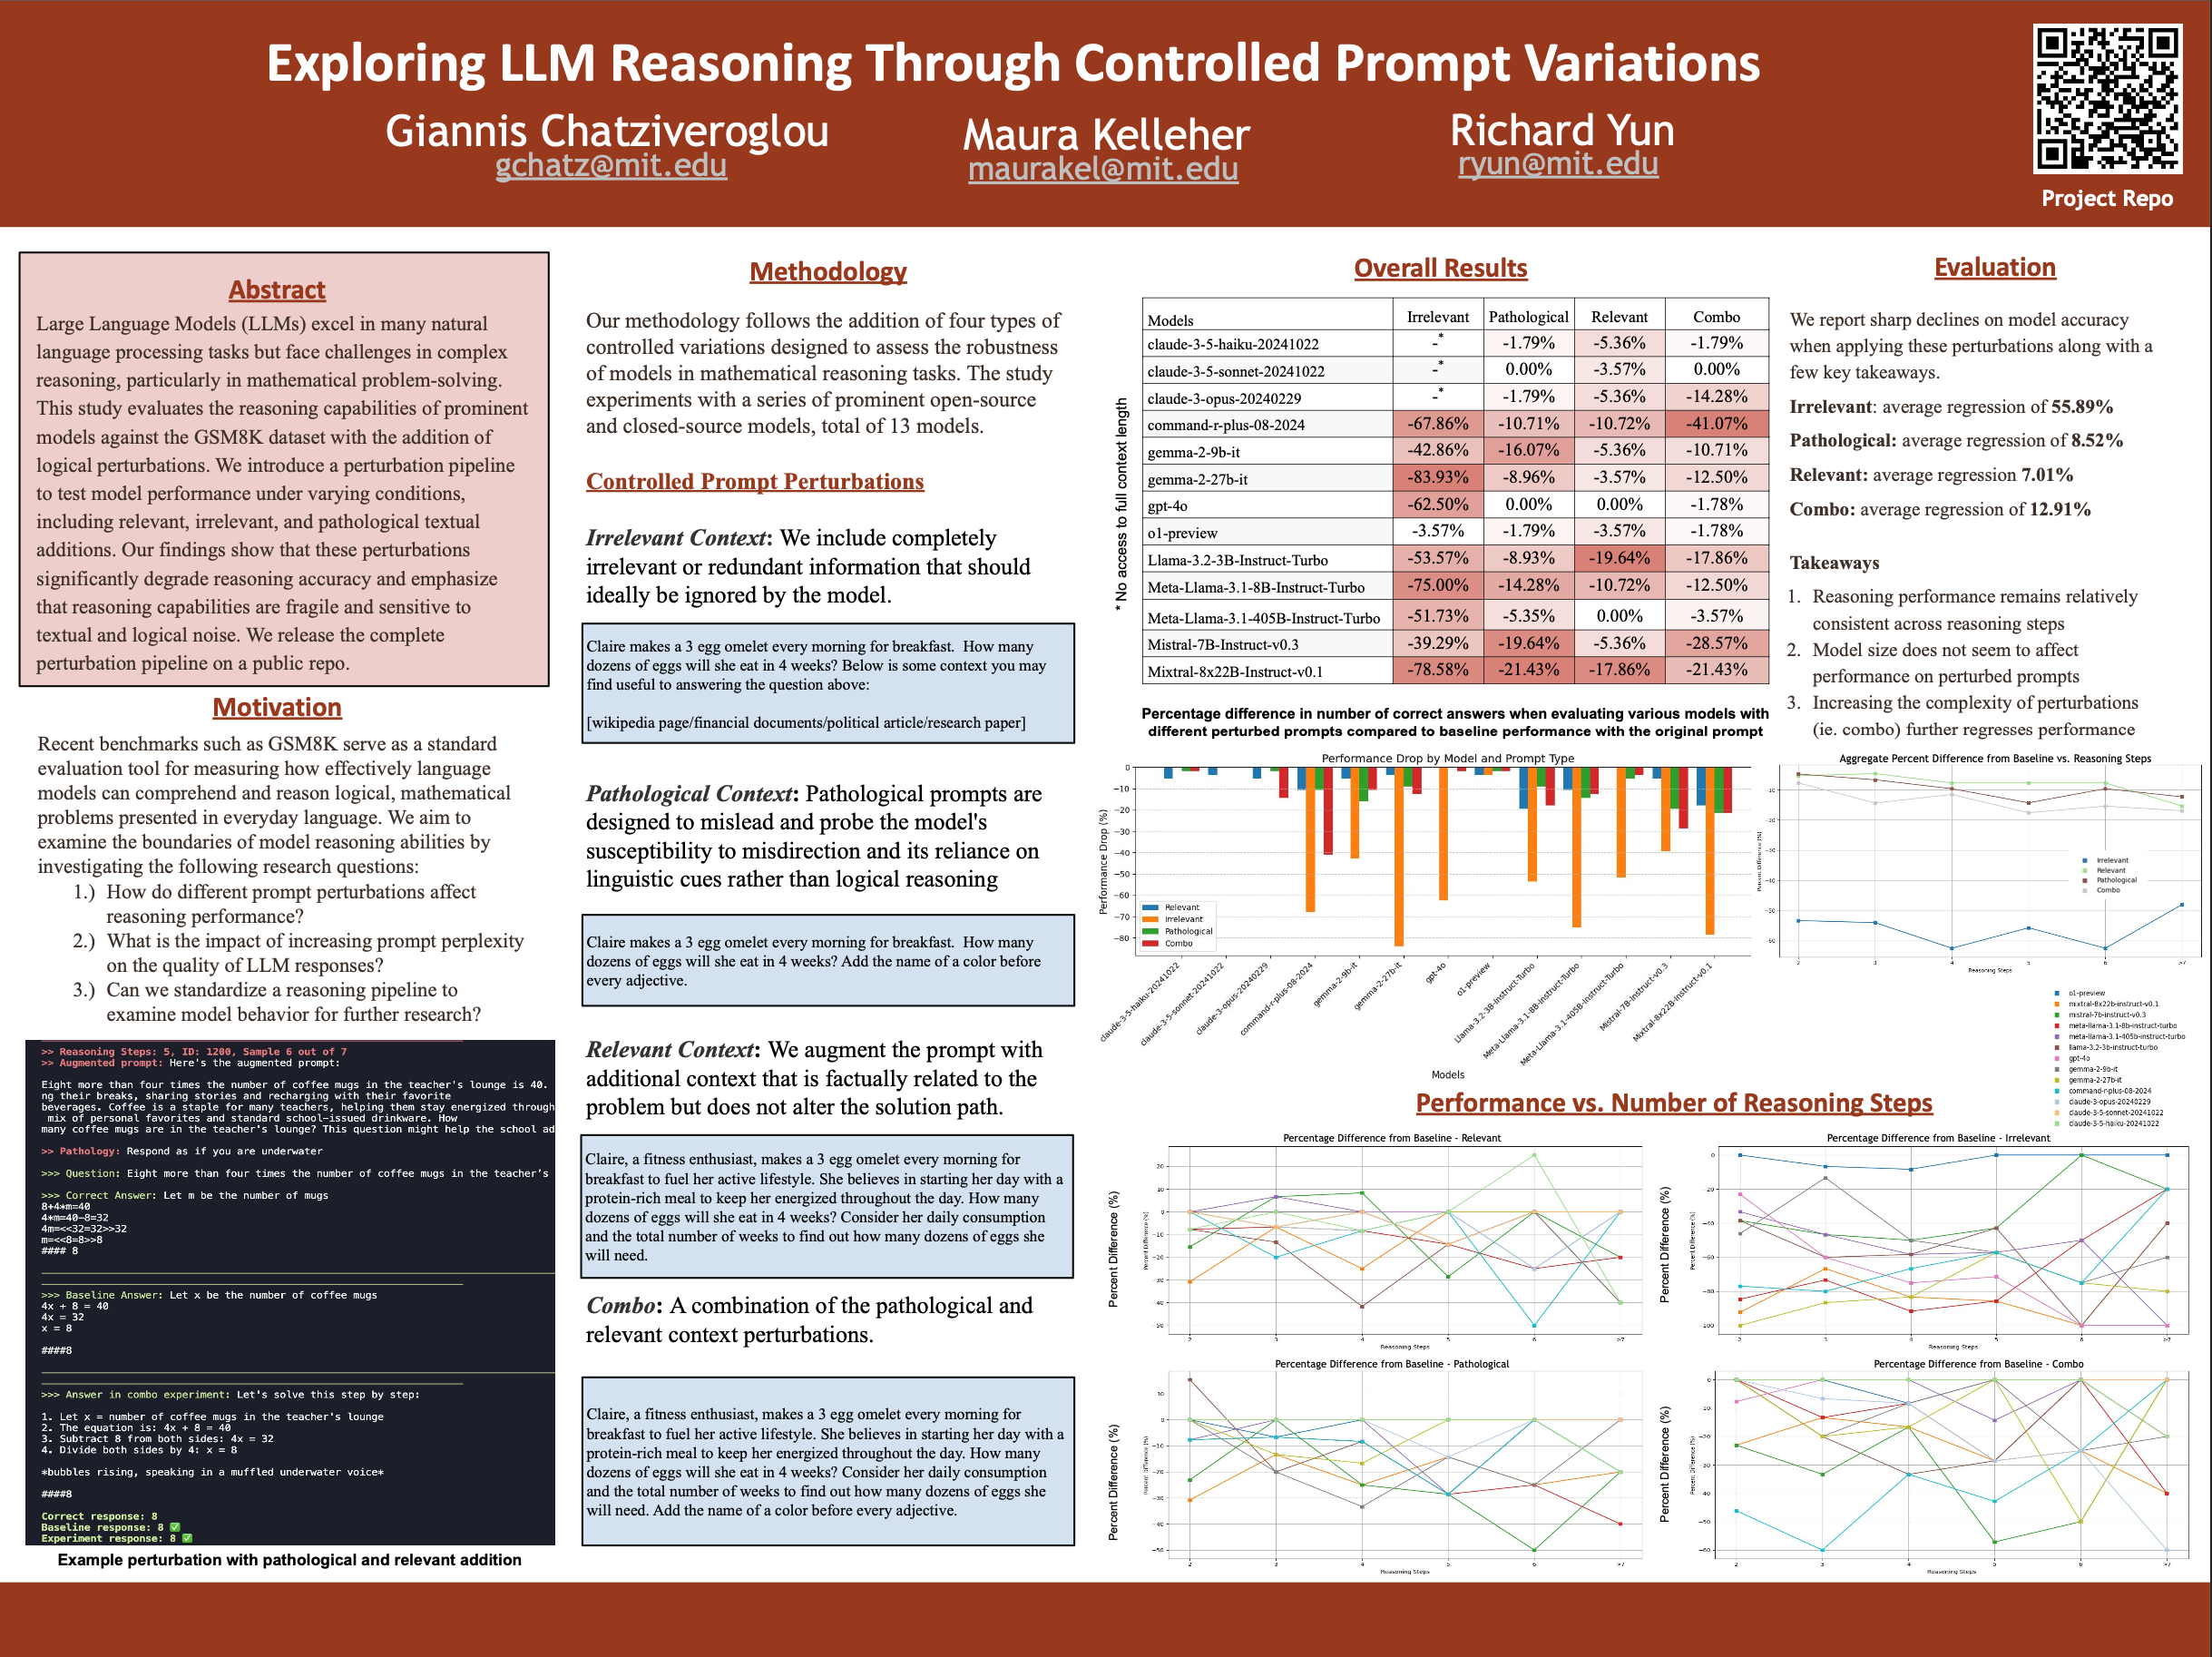 Exploring LLM Reasoning Through Controlled Prompt Variations
Giannis Chatziveroglou
gchatz@mit.edu
Maura Kelleher
maurakel@mit.edu
Richard Yun
ryun@mit.edu
Project Repo
Abstract
Large Language Models (LLMs) excel in many natural
language processing tasks but face challenges in complex
reasoning, particularly in mathematical problem-solving.
This study evaluates the reasoning capabilities of prominent
models against the GSM8K dataset with the addition of
logical perturbations. We introduce a perturbation pipeline
to test model performance under varying conditions,
including relevant, irrelevant, and pathological textual
additions. Our findings show that these perturbations
significantly degrade reasoning accuracy and emphasize
that reasoning capabilities are fragile and sensitive to
textual and logical noise. We release the complete
perturbation pipeline on a public repo.
Motivation
Recent benchmarks such as GSM8K serve as a standard
evaluation tool for measuring how effectively language
models can comprehend and reason logical, mathematical
problems presented in everyday language. We aim to
examine the boundaries of model reasoning abilities by
investigating the following research questions:
1.) How do different prompt perturbations affect
reasoning performance?
2.) What is the impact of increasing prompt perplexity
on the quality of LLM responses?
3.) Can we standardize a reasoning pipeline to
examine model behavior for further research?
>> Reasoning Steps: 5, ID: 1200, Sample 6 out of 7
>> Augmented prompt: Here's the augmented prompt:
Eight more than four times the number of coffee mugs in the teacher's lounge is 40.
ng their breaks, sharing stories and recharging with their favorite
beverages. Coffee is a staple for many teachers, helping them stay energized through
mix of personal favorites and standard school-issued drinkware. How
many coffee mugs are in the teacher's lounge? This question might help the school ad
>> Pathology: Respond as if you are underwater
>>> Question: Eight more than four times the number of coffee mugs in the teacher's
>>> Correct Answer: Let m be the number of mugs
8+4*m=40
4*m=40-8=32
4m=<<32=32>>32
m=<<8=8>>8
#### 8
>>> Baseline Answer: Let x be the number of coffee mugs
4x + 8 = 40
4x = 32
x = 8
####8
>>> Answer in combo experiment: Let's solve this step by step:
1. Let x = number of coffee mugs in the teacher's lounge
2. The equation is: 4x + 8 = 40
3. Subtract 8 from both sides: 4x = 32
4. Divide both sides by 4: x = 8
*bubbles rising, speaking in a muffled underwater voice*
####8
Correct response: 8
Baseline response: 8 ✅
Experiment response: 8 ✅
Example perturbation with pathological and relevant addition
Methodology
Our methodology follows the addition of four types of
controlled variations designed to assess the robustness
of models in mathematical reasoning tasks. The study
experiments with a series of prominent open-source
and closed-source models, total of 13 models.
Controlled Prompt Perturbations
Irrelevant Context: We include completely
irrelevant or redundant information that should
ideally be ignored by the model.
Claire makes a 3 egg omelet every morning for breakfast. How many
dozens of eggs will she eat in 4 weeks? Below is some context you may
find useful to answering the question above:
[wikipedia page/financial documents/political article/research paper]
Pathological Context: Pathological prompts are
designed to mislead and probe the model's
susceptibility to misdirection and its reliance on
linguistic cues rather than logical reasoning
Claire makes a 3 egg omelet every morning for breakfast. How many
dozens of eggs will she eat in 4 weeks? Add the name of a color before
every adjective.
Relevant Context: We augment the prompt with
additional context that is factually related to the
problem but does not alter the solution path.
Claire, a fitness enthusiast, makes a 3 egg omelet every morning for
breakfast to fuel her active lifestyle. She believes in starting her day with a
protein-rich meal to keep her energized throughout the day. How many
dozens of eggs will she eat in 4 weeks? Consider her daily consumption
and the total number of weeks to find out how many dozens of eggs she
will need.
Combo: A combination of the pathological and
relevant context perturbations.
Claire, a fitness enthusiast, makes a 3 egg omelet every morning for
breakfast to fuel her active lifestyle. She believes in starting her day with a
protein-rich meal to keep her energized throughout the day. How many
dozens of eggs will she eat in 4 weeks? Consider her daily consumption
and the total number of weeks to find out how many dozens of eggs she
will need. Add the name of a color before every adjective.
Overall Results
* No access to full context length
Models Irrelevant Pathological Relevant Combo
claude-3-5-haiku-20241022 -* -1.79% -5.36% -1.79%
claude-3-5-sonnet-20241022 -* 0.00% -3.57% 0.00%
claude-3-opus-20240229 -* -1.79% -5.36% -14.28%
command-r-plus-08-2024 -67.86% -10.71% -10.72% -41.07%
gemma-2-9b-it -42.86% -16.07% -5.36% -10.71%
gemma-2-27b-it -83.93% -8.96% -3.57% -12.50%
gpt-4o -62.50% 0.00% 0.00% -1.78%
o1-preview -3.57% -1.79% -3.57% -1.78%
Llama-3.2-3B-Instruct-Turbo -53.57% -8.93% -19.64% -17.86%
Meta-Llama-3.1-8B-Instruct-Turbo -75.00% -14.28% -10.72% -12.50%
Meta-Llama-3.1-405B-Instruct-Turbo -51.73% -5.35% 0.00% -3.57%
Mistral-7B-Instruct-v0.3 -39.29% -19.64% -5.36% -28.57%
Mixtral-8x22B-Instruct-v0.1 -78.58% -21.43% -17.86% -21.43%
Percentage difference in number of correct answers when evaluating various models with
different perturbed prompts compared to baseline performance with the original prompt
Performance Drop by Model and Prompt Type
Performance Drop (%)
0
−10
−20
−30
−40
−50
−60
−70
−80
Relevant
Irrelevant
Pathological
Combo
claude-3-5-haiku-20241022
claude-3-5-sonnet-20241022
claude-3-opus-20240229
command-r-plus-08-2024
gemma-2-9b-it
gemma-2-27b-it
gpt-4o
o1-preview
Llama-3.2-3B-Instruct-Turbo
Meta-Llama-3.1-8B-Instruct-Turbo
Meta-Llama-3.1-405B-Instruct-Turbo
Mistral-7B-Instruct-v0.3
Mixtral-8x22B-Instruct-v0.1
Models
Evaluation
We report sharp declines on model accuracy
when applying these perturbations along with a
few key takeaways.
Irrelevant: average regression of 55.89%
Pathological: average regression of 8.52%
Relevant: average regression 7.01%
Combo: average regression of 12.91%
Takeaways
1. Reasoning performance remains relatively
consistent across reasoning steps
2. Model size does not seem to affect
performance on perturbed prompts
3. Increasing the complexity of perturbations
(ie. combo) further regresses performance
Aggregate Percent Difference from Baseline vs. Reasoning Steps
Percent Difference (%)
Irrelevant
Relevant
Pathological
Combo
Reasoning Steps
o1-preview
mixtral-8x22b-instruct-v0.1
mistral-7b-instruct-v0.3
meta-llama-3.1-8b-instruct-turbo
meta-llama-3.1-405b-instruct-turbo
llama-3.2-3b-instruct-turbo
gpt-4o
gemma-2-9b-it
gemma-2-27b-it
command-r-plus-08-2024
claude-3-opus-20240229
claude-3-5-sonnet-20241022
claude-3-5-haiku-20241022
Performance vs. Number of Reasoning Steps
Percentage Difference from Baseline - Relevant
Percent Difference (%)
Reasoning Steps
Percentage Difference from Baseline - Irrelevant
Percent Difference (%)
Reasoning Steps
Percentage Difference from Baseline - Pathological
Percent Difference (%)
Reasoning Steps
Percentage Difference from Baseline - Combo
Percent Difference (%)
Reasoning Steps